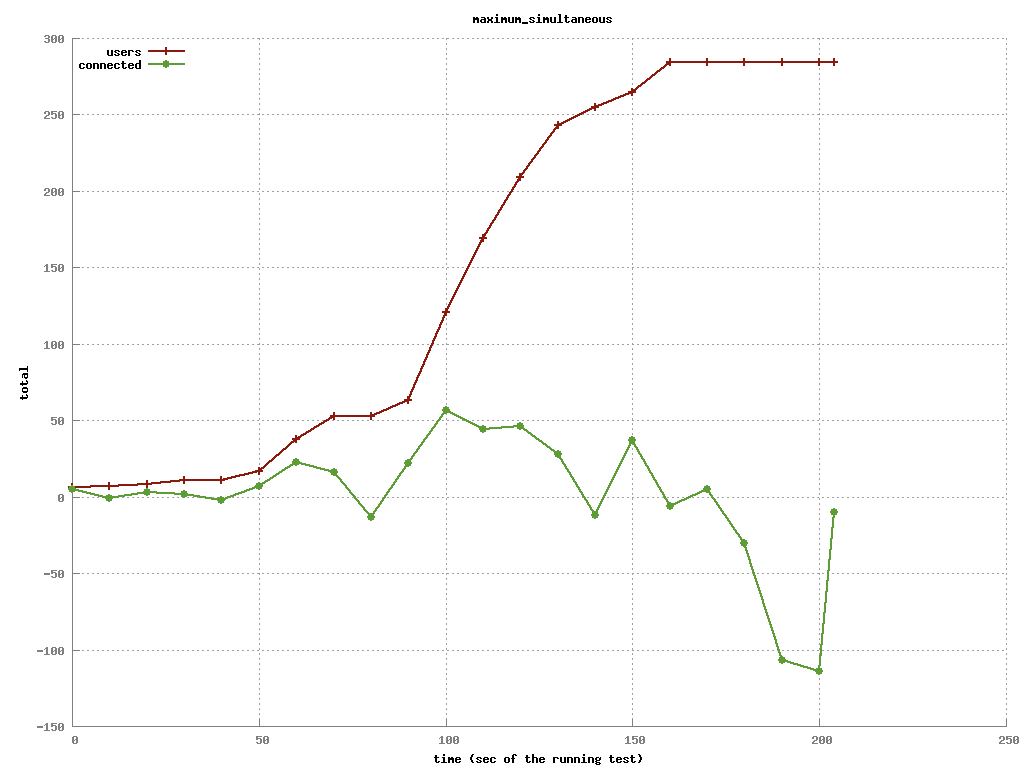 maximum_simultaneous
300
users
connected
250
200
150
100
total
50
0
-50
-100
-150
0 50 100 150 200 250
time (sec of the running test)